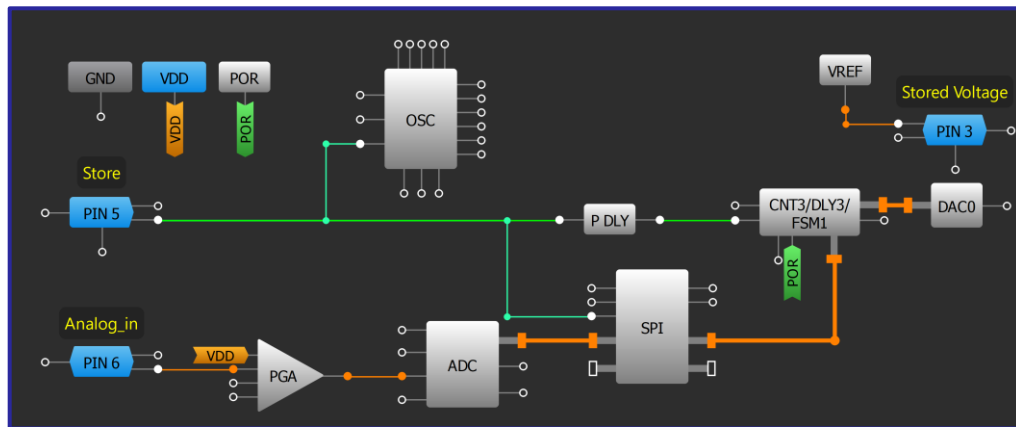 GND
VDD
POR
VDD
POR
OSC
VREF
Stored Voltage
PIN 3
Store
PIN 5
P DLY
CNT3/DLY3/
FSM1
DAC0
POR
SPI
Analog_in
PIN 6
VDD
PGA
ADC